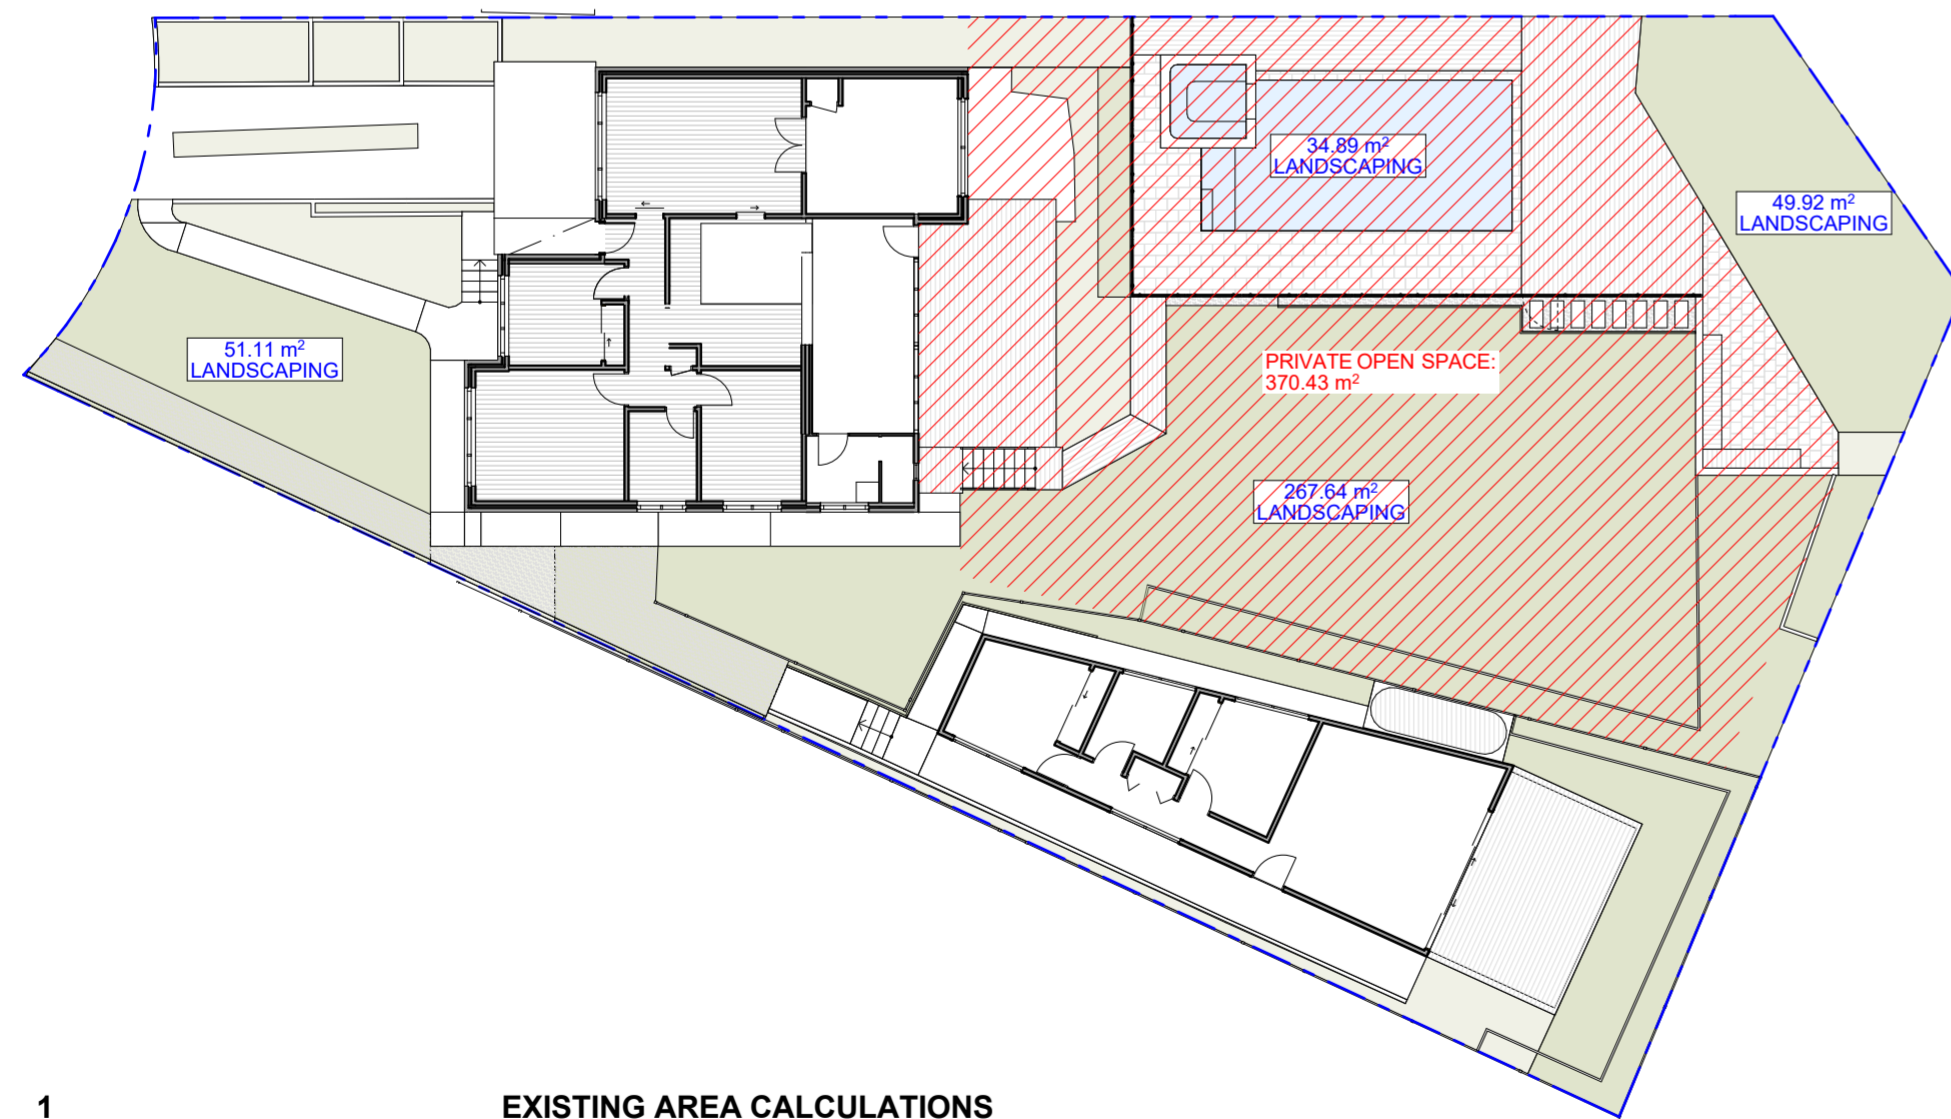 34.89 m²
LANDSCAPING
49.92 m²
LANDSCAPING
51.11 m²
LANDSCAPING
PRIVATE OPEN SPACE:
370.43 m²
267.64 m²
LANDSCAPING
1
EXISTING AREA CALCULATIONS